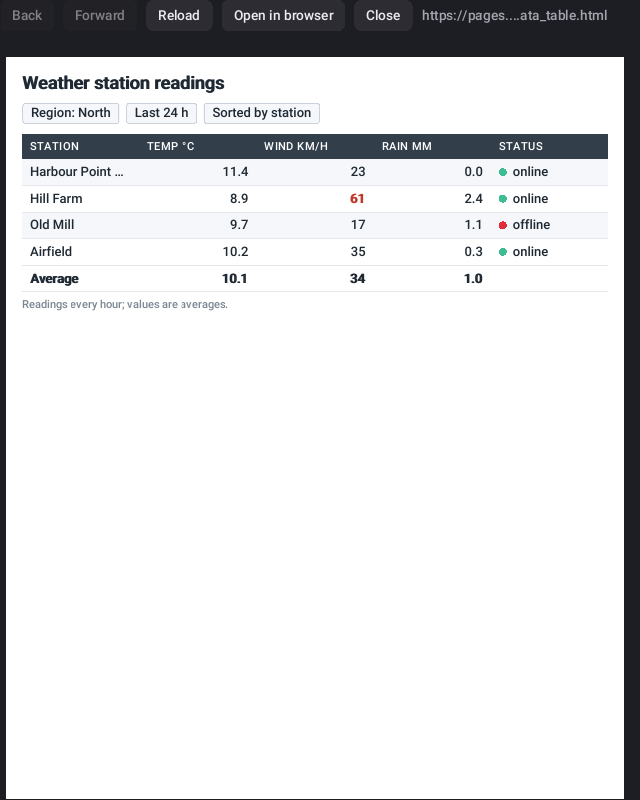 Back Forward Reload Open in browser Close https://pages....ata_table.html
Weather station readings
Region: North Last 24 h Sorted by station
STATION TEMP °C WIND KM/H RAIN MM STATUS
Harbour Point ... 11.4 23 0.0 online
Hill Farm 8.9 61 2.4 online
Old Mill 9.7 17 1.1 offline
Airfield 10.2 35 0.3 online
Average 10.1 34 1.0
Readings every hour; values are averages.